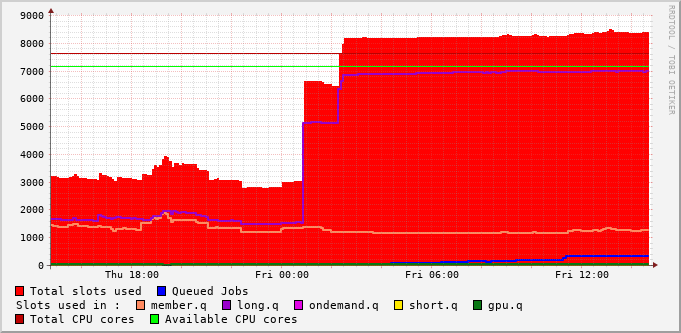 9000
8000
7000
6000
5000
4000
3000
2000
1000
0
Thu 18:00 Fri 00:00 Fri 06:00 Fri 12:00
RRDTOOL / TOBI OETIKER
Total slots used Queued Jobs
Slots used in : member.q long.q ondemand.q short.q gpu.q
Total CPU cores Available CPU cores